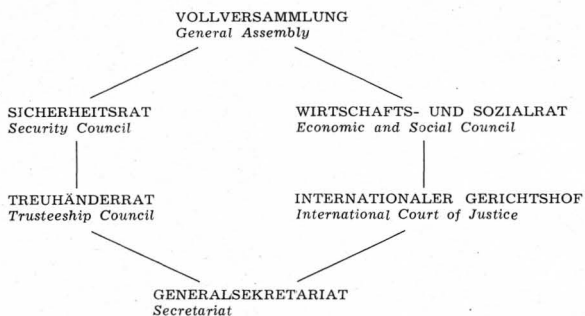 VOLLVERSAMMLUNG
General Assembly
SICHERHEITSRAT
Security Council
WIRTSCHAFTS- UND SOZIALRAT
Economic and Social Council
TREUHÄNDERRAT
Trusteeship Council
INTERNATIONALER GERICHTSHOF
International Court of Justice
GENERALSEKRETARIAT
Secretariat